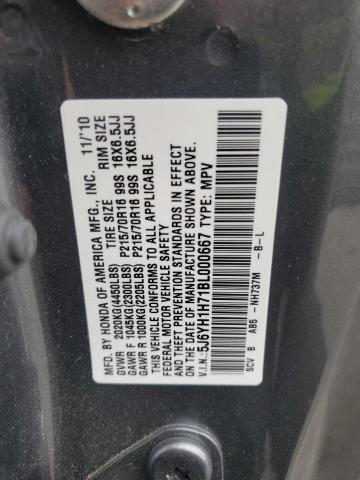 MFD. BY HONDA OF AMERICA MFG., INC. 11/'10
TIRE SIZE RIM SIZE
GVWR 2020KG(4450LBS)
GAWR F 1045KG(2300LBS) P215/70R16 99S 16X6.5JJ
GAWR R 1000KG(2205LBS) P215/70R16 99S 16X6.5JJ
THIS VEHICLE CONFORMS TO ALL APPLICABLE
FEDERAL MOTOR VEHICLE SAFETY AND
THEFT PREVENTION STANDARDS IN EFFECT
ON THE DATE OF MANUFACTURE SHOWN ABOVE.
V.I.N.:5J6YH1H71BL000667 TYPE: MPV
SCV B AB5 -NH737M -B-L